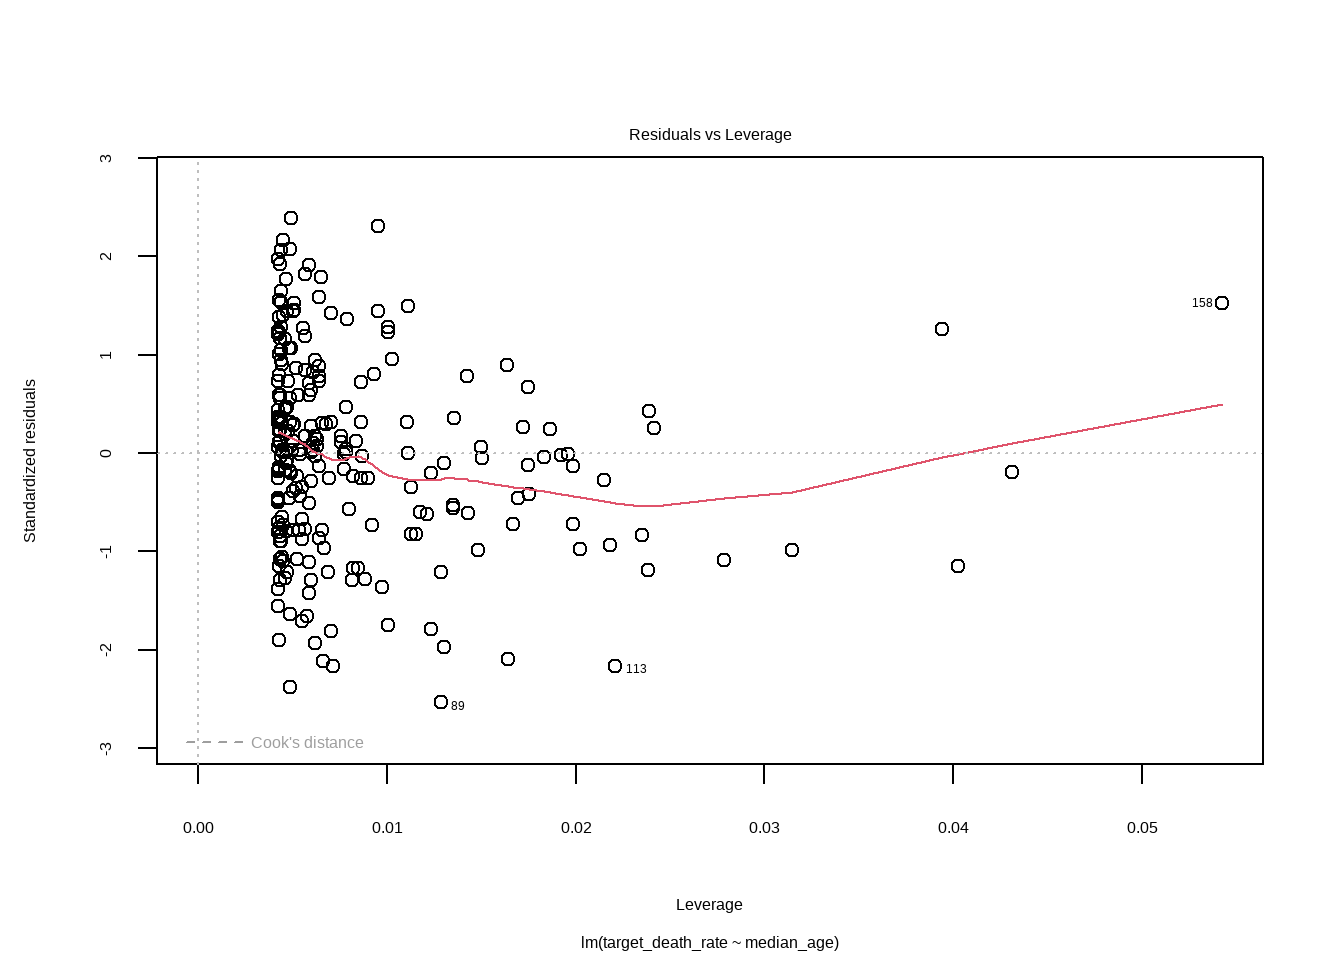 Residuals vs Leverage
3
2
1
0
-1
-2
-3
Standardized residuals
158
113
89
Cook's distance
0.00 0.01 0.02 0.03 0.04 0.05
Leverage
lm(target_death_rate ~ median_age)